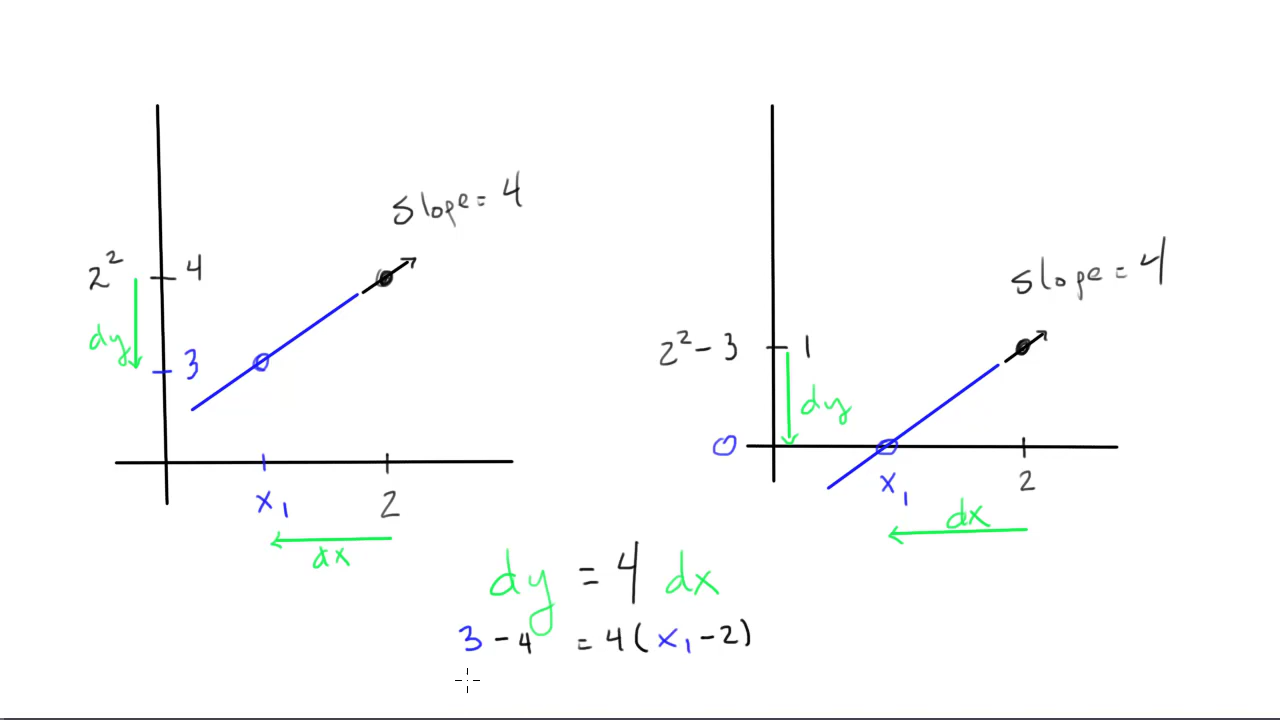 slope = 4
2² 4
dy
3
x₁ 2
dx
slope = 4
2² - 3 1
dy
0
x₁ 2
dx
dy = 4 dx
3 - 4 = 4(x₁ - 2)